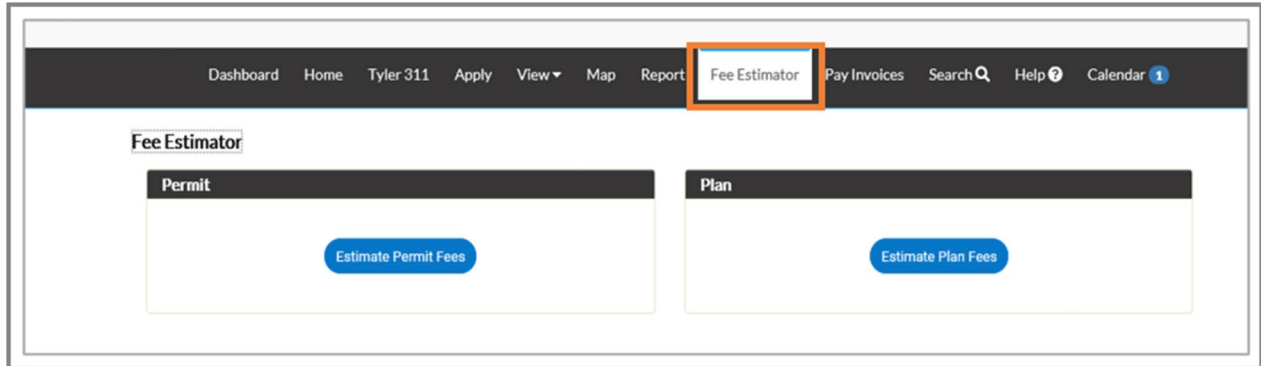 Dashboard Home Tyler 311 Apply View Map Report Fee Estimator Pay Invoices Search Help Calendar 1
Fee Estimator
Permit Plan
Estimate Permit Fees Estimate Plan Fees